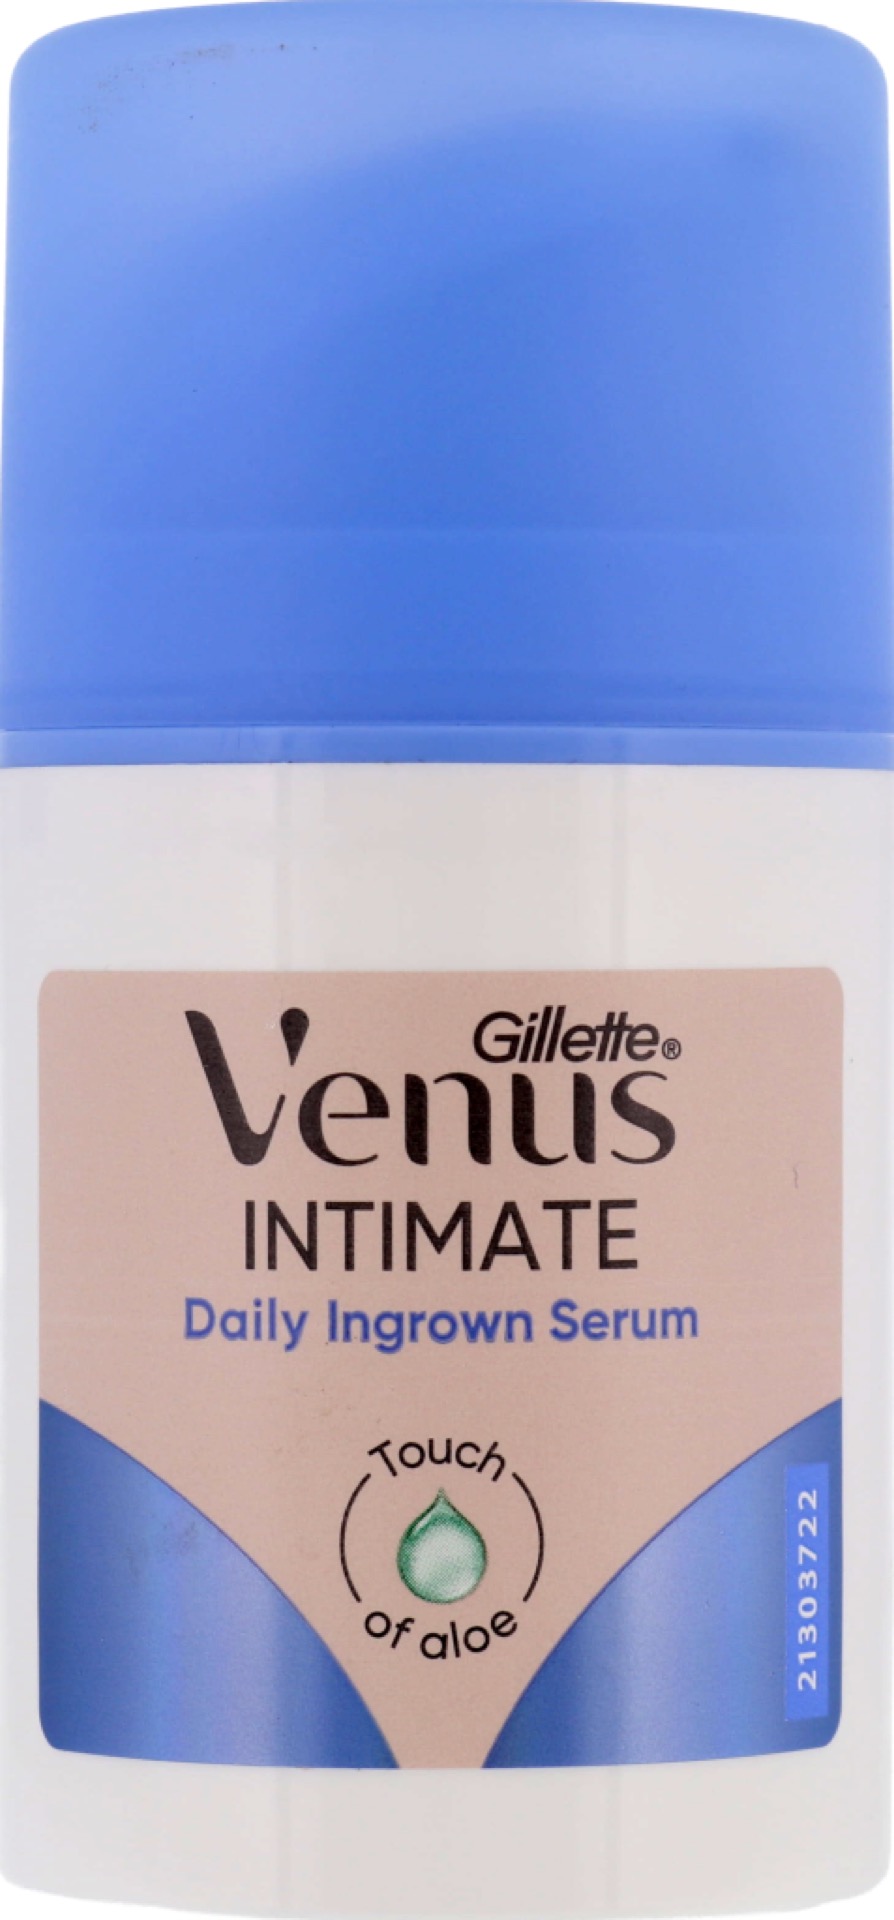 Gillette®
Venus
INTIMATE
Daily Ingrown Serum
Touch
of aloe
21303722